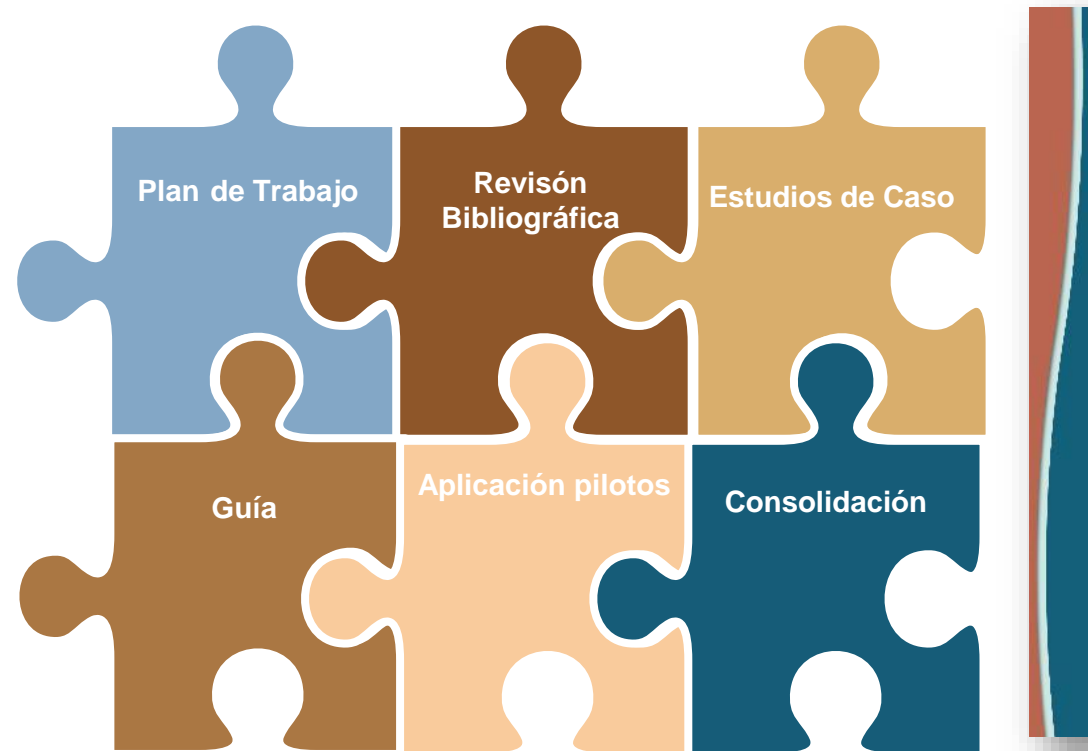 Plan de Trabajo
Revisón
Bibliográfica
Estudios de Caso
Guía
Aplicación pilotos
Consolidación